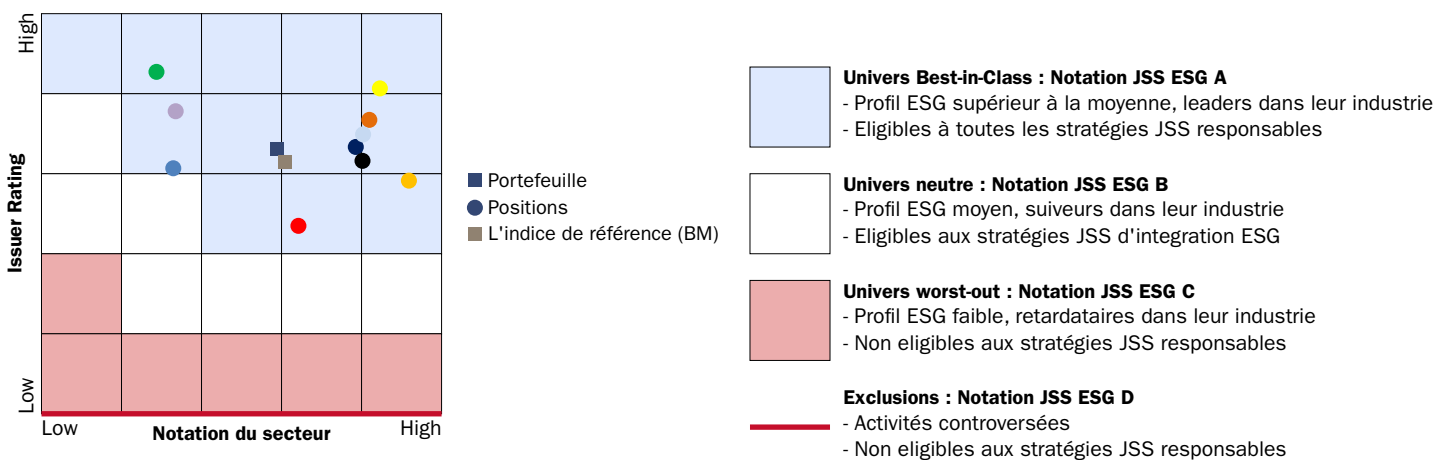 High
Issuer Rating
Low
Low
Notation du secteur
High
Portefeuille
Positions
L'indice de référence (BM)
Univers Best-in-Class : Notation JSS ESG A
- Profil ESG supérieur à la moyenne, leaders dans leur industrie
- Eligibles à toutes les stratégies JSS responsables
Univers neutre : Notation JSS ESG B
- Profil ESG moyen, suiveurs dans leur industrie
- Eligibles aux stratégies JSS d'integration ESG
Univers worst-out : Notation JSS ESG C
- Profil ESG faible, retardataires dans leur industrie
- Non eligibles aux stratégies JSS responsables
Exclusions : Notation JSS ESG D
- Activités controversées
- Non eligibles aux stratégies JSS responsables